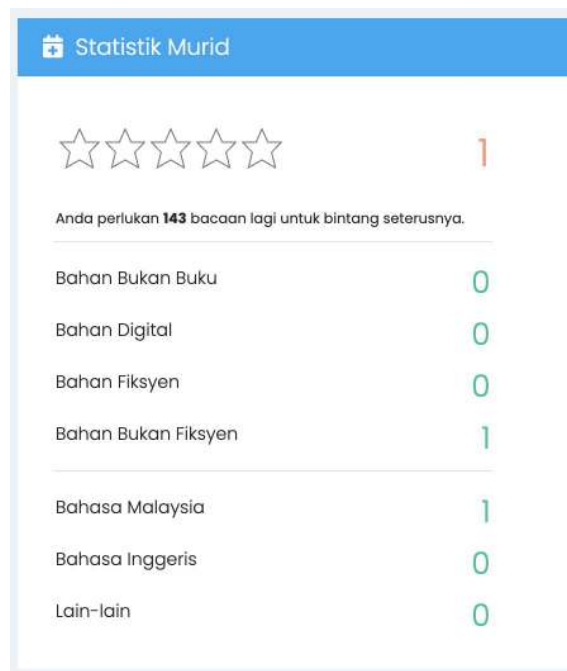 Statistik Murid
1
Anda perlukan 143 bacaan lagi untuk bintang seterusnya.
Bahan Bukan Buku 0
Bahan Digital 0
Bahan Fiksyen 0
Bahan Bukan Fiksyen 1
Bahasa Malaysia 1
Bahasa Inggeris 0
Lain-lain 0